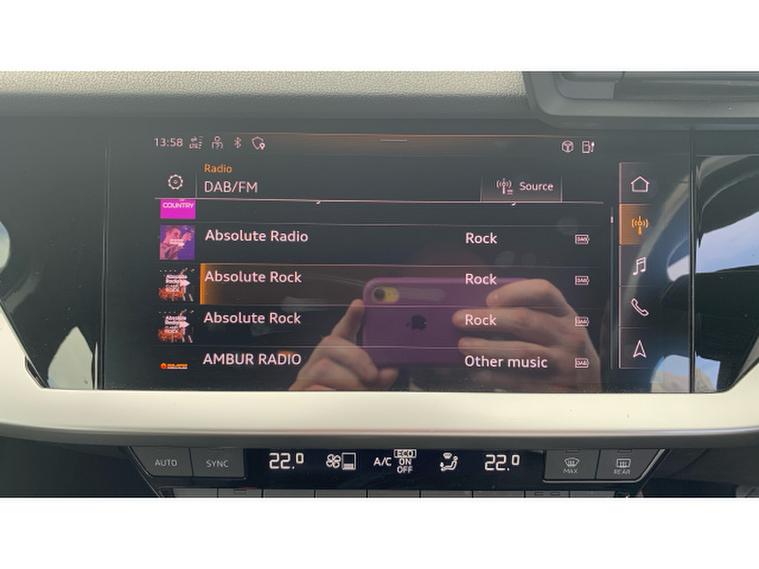 13:58
Radio
DAB/FM
Source
COUNTRY
Absolute Radio Rock DAB
Absolute Rock Rock DAB
Absolute Rock Rock DAB
AMBUR RADIO Other music DAB
AUTO SYNC 22.0 A/C ECO ON OFF 22.0 MAX REAR